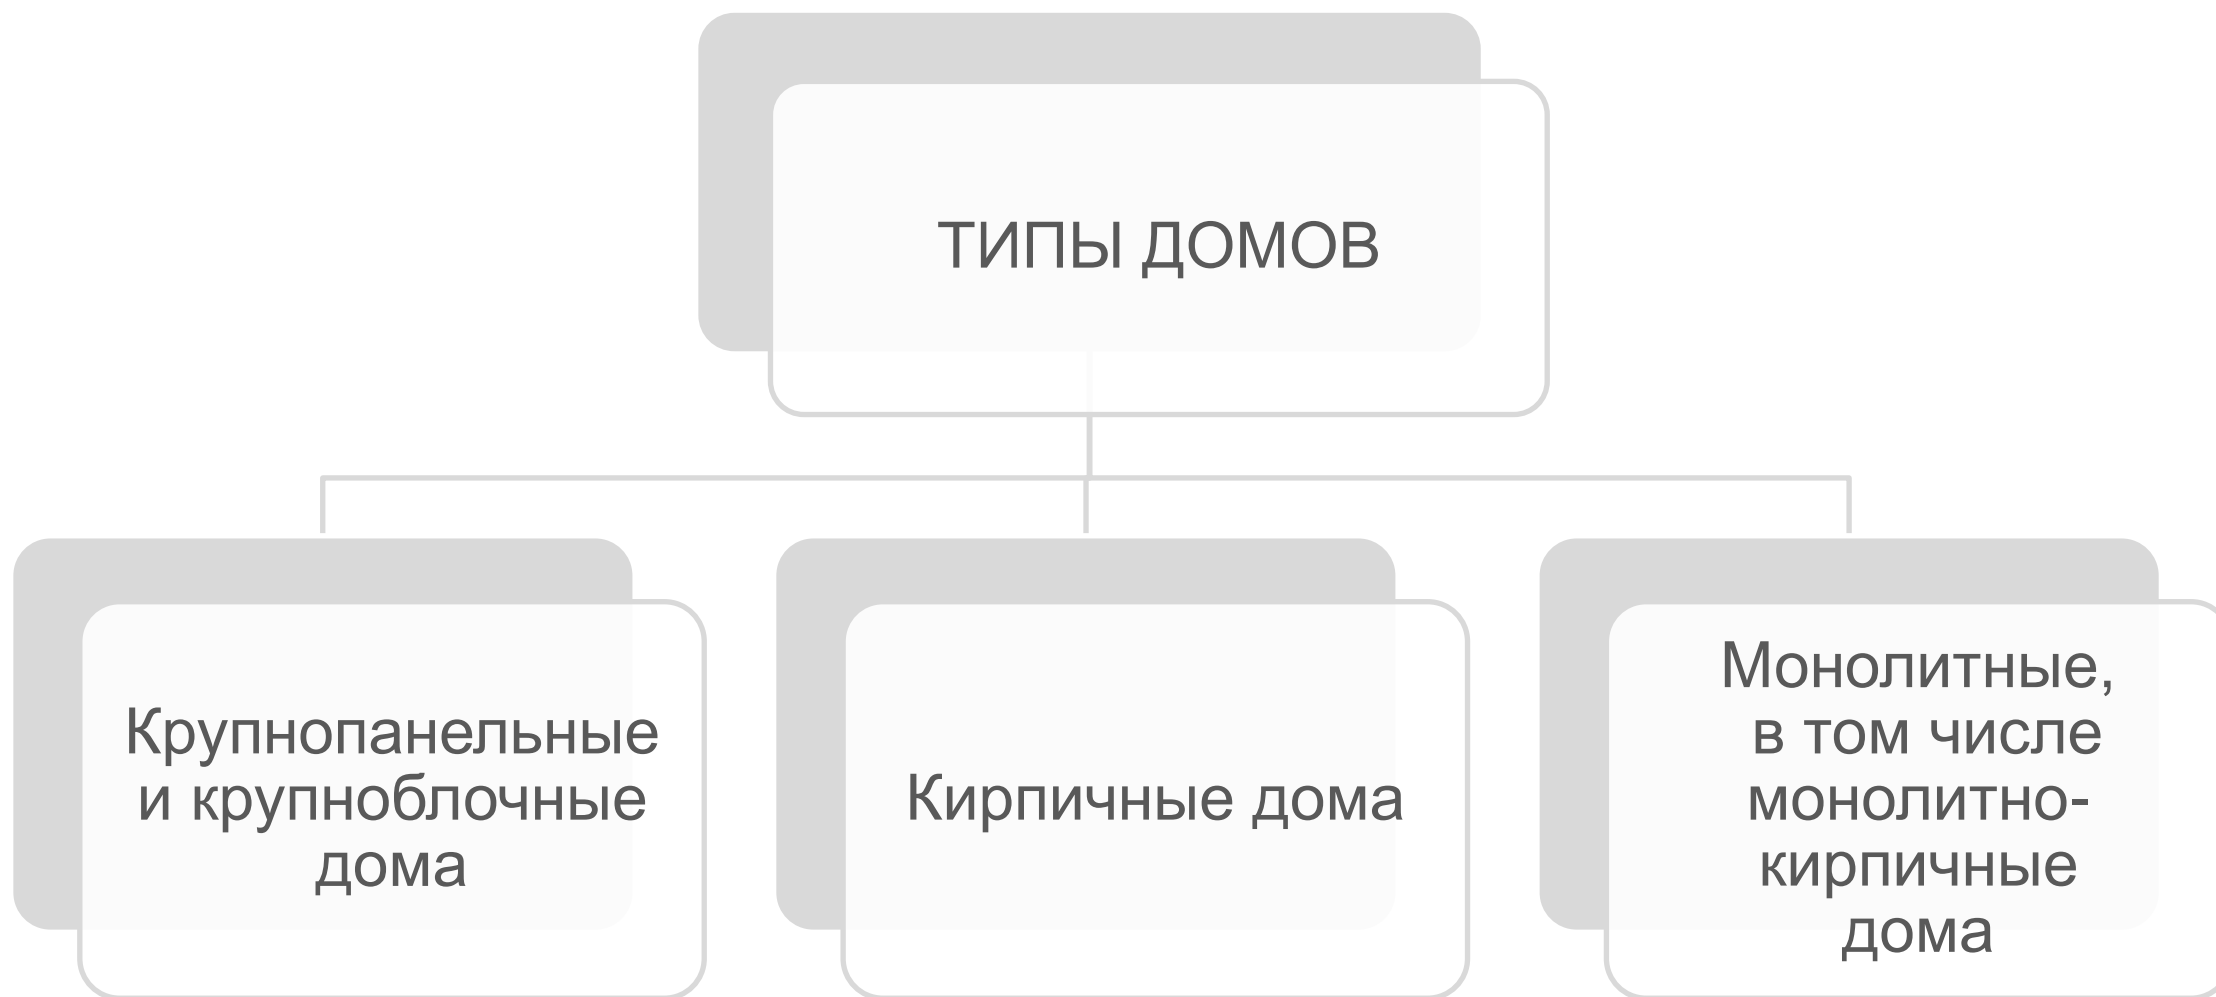 ТИПЫ ДОМОВ
Крупнопанельные
и крупноблочные
дома
Кирпичные дома
Монолитные,
в том числе
монолитно-
кирпичные
дома